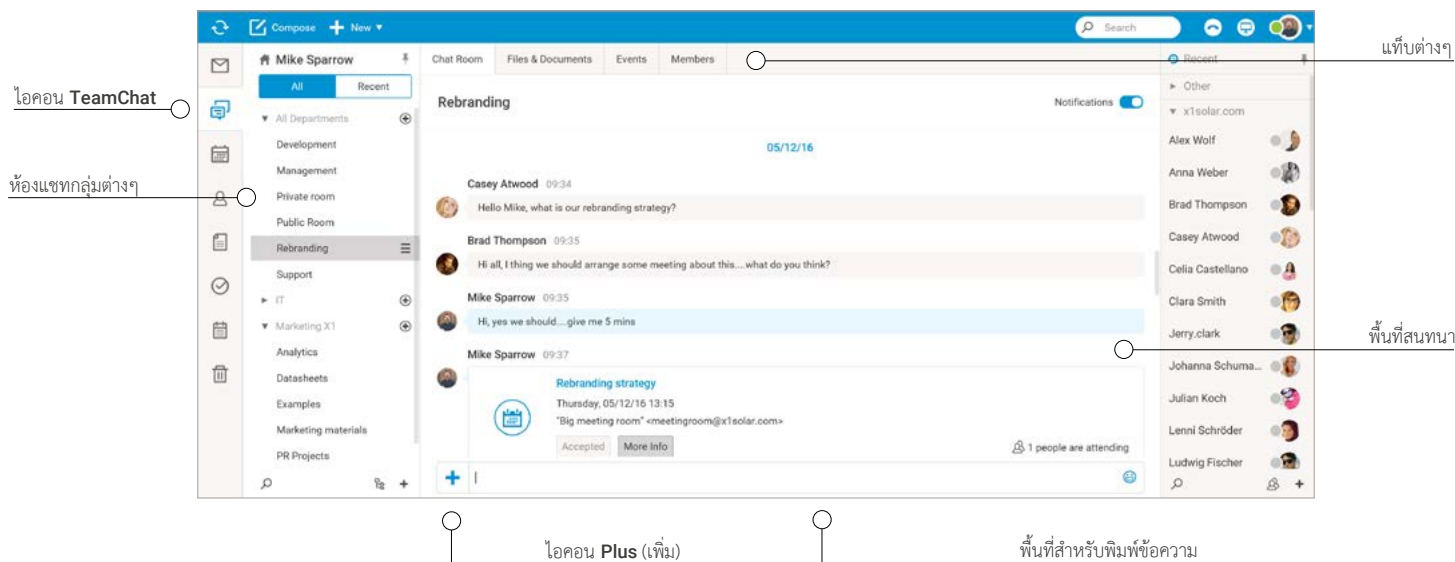 Compose New Search
ไอคอน TeamChat
ห้องแชทกลุ่มต่างๆ
Mike Sparrow
All Recent
All Departments
Development
Management
Private room
Public Room
Rebranding
Support
IT
Marketing X1
Analytics
Datasheets
Examples
Marketing materials
PR Projects
Chat Room Files & Documents Events Members
Rebranding Notifications
05/12/16
Casey Atwood 09:34
Hello Mike, what is our rebranding strategy?
Brad Thompson 09:35
Hi all, I thing we should arrange some meeting about this....what do you think?
Mike Sparrow 09:35
Hi, yes we should....give me 5 mins
Mike Sparrow 09:37
Rebranding strategy
Thursday, 05/12/16 13:15
"Big meeting room" <meetingroom@x1solar.com>
Accepted More Info 1 people are attending
Recent
Other
x1solar.com
Alex Wolf
Anna Weber
Brad Thompson
Casey Atwood
Celia Castellano
Clara Smith
Jerry.clark
Johanna Schuma...
Julian Koch
Lenni Schröder
Ludwig Fischer
แท็บต่างๆ
พื้นที่สนทนา
ไอคอน Plus (เพิ่ม)
พื้นที่สำหรับพิมพ์ข้อความ